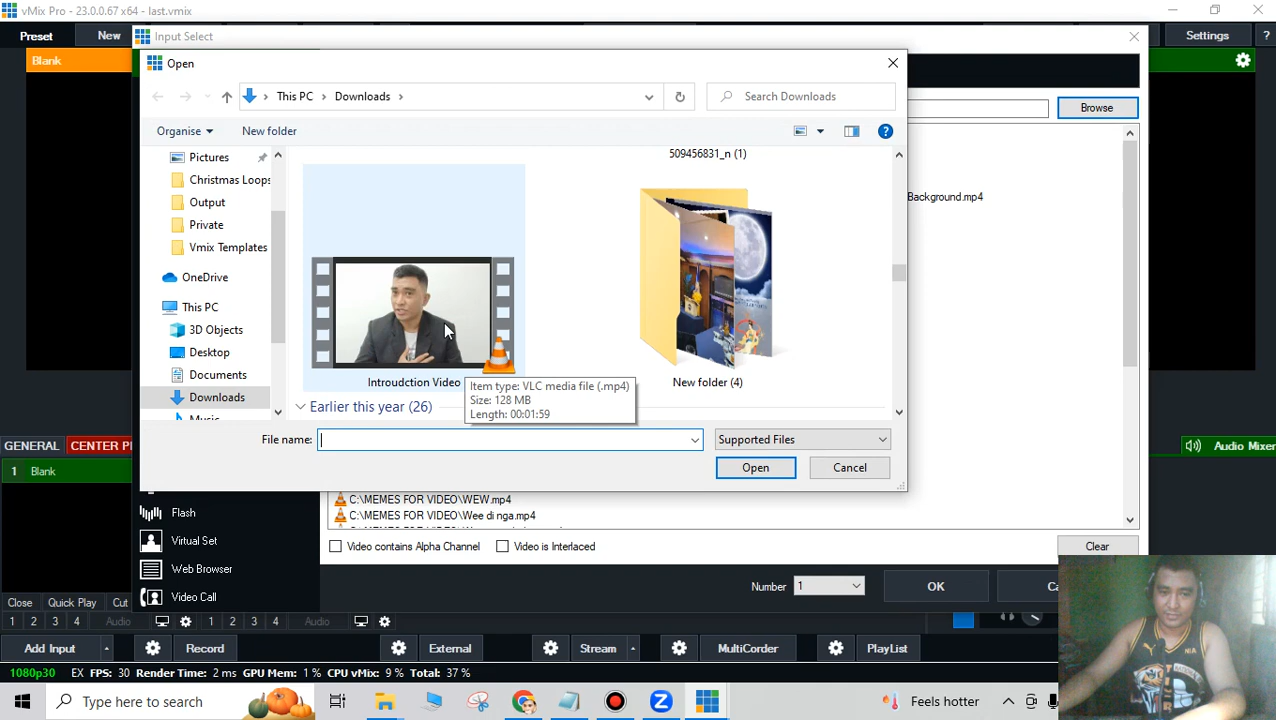 vMix Pro - 23.0.0.67 x64 - last.vmix
Preset
New
Input Select
Settings
?
Blank
Open
This PC
Downloads
Search Downloads
Browse
Organise
New folder
509456831_n (1)
Pictures
Christmas Loops
Output
Private
Vmix Templates
OneDrive
This PC
3D Objects
Desktop
Documents
Downloads
Background.mp4
Introudction Video
New folder (4)
Item type: VLC media file (.mp4)
Size: 128 MB
Length: 00:01:59
Earlier this year (26)
File name:
Supported Files
Open
Cancel
GENERAL
CENTER
Audio Mixer
1 Blank
C:\MEMES FOR VIDEO\WEW.mp4
C:\MEMES FOR VIDEO\Wee di nga.mp4
Flash
Virtual Set
Web Browser
Video Call
Video contains Alpha Channel
Video is Interlaced
Clear
Number
1
OK
Close
Quick Play
Cut
1 2 3 4 Audio
1 2 3 4 Audio
Add Input
Record
External
Stream
MultiCorder
PlayList
1080p30 EX FPS: 30 Render Time: 2 ms GPU Mem: 1 % CPU vMix: 9 % Total: 37 %
Type here to search
Feels hotter